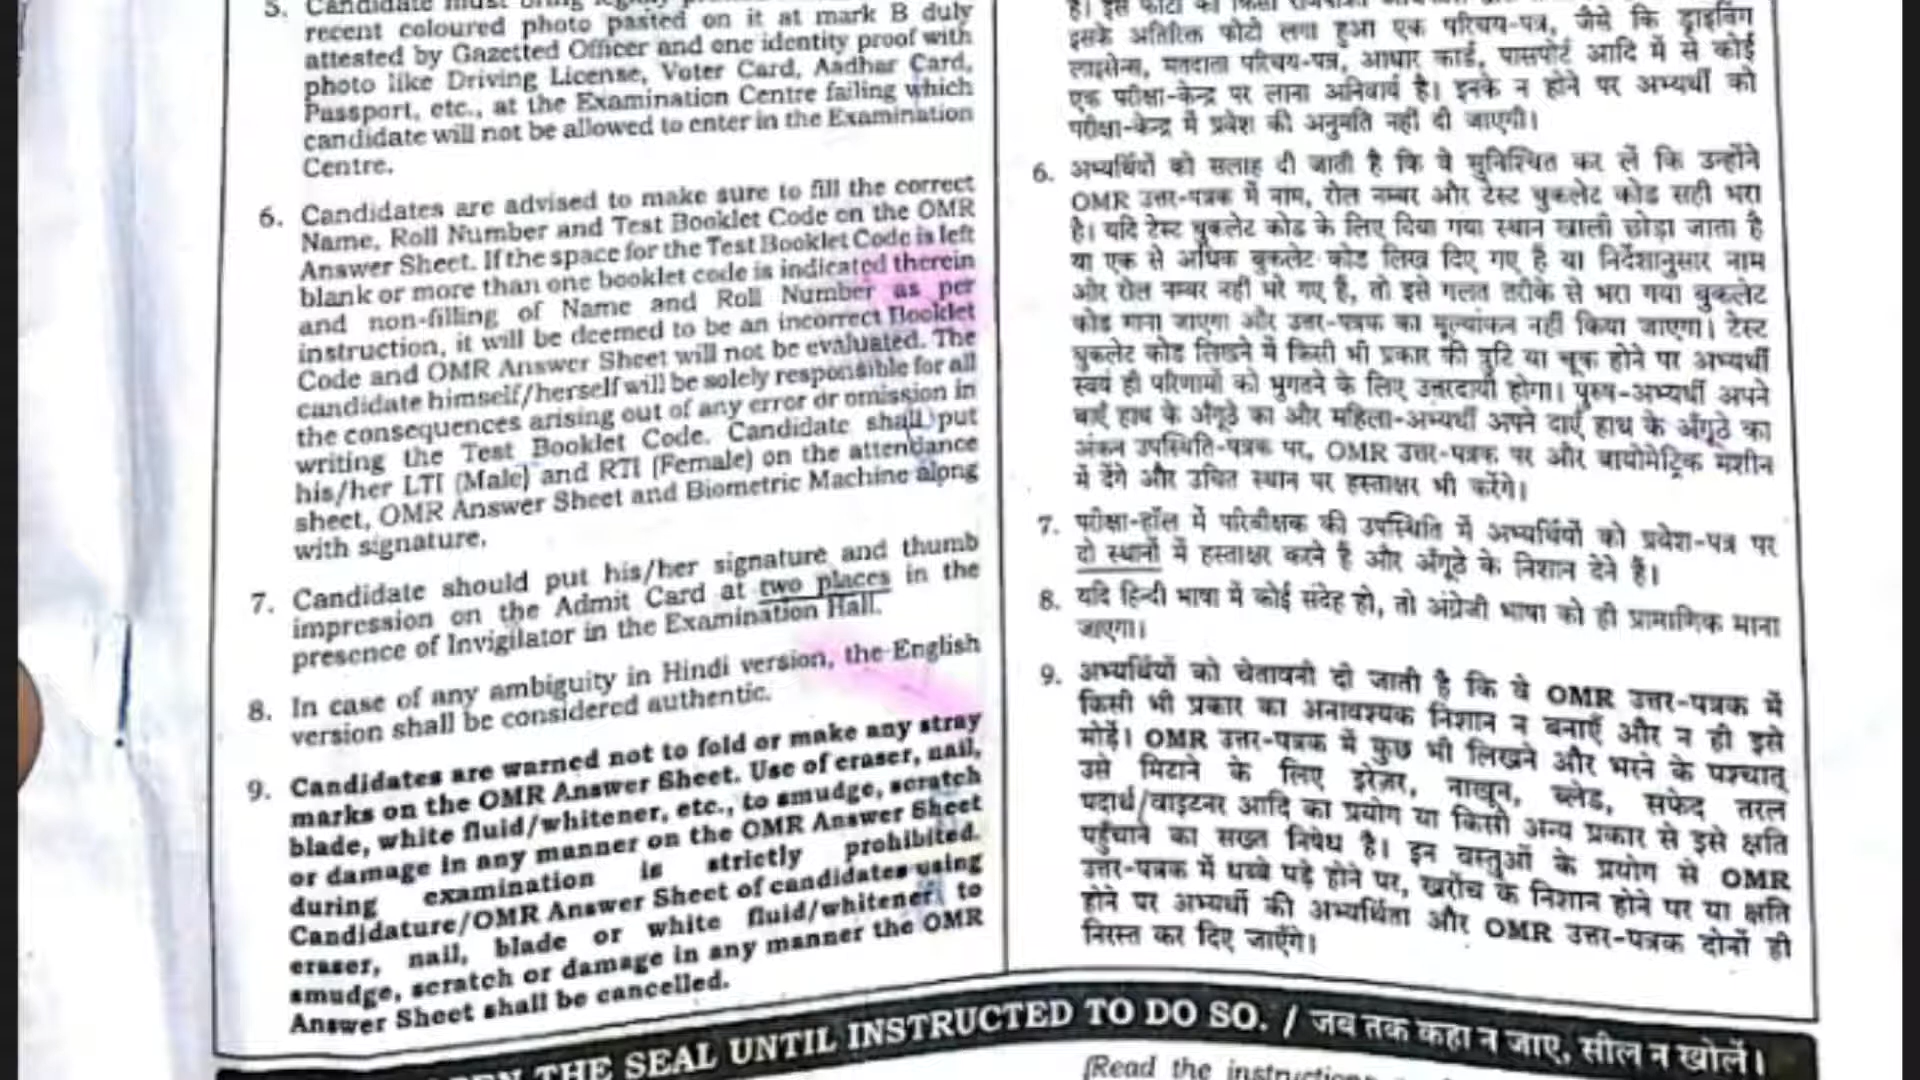 5. Candidate must bring
recent coloured photo pasted on it at mark B duly
attested by Gazetted Officer and one identity proof with
photo like Driving License, Voter Card, Aadhar Card,
Passport, etc., at the Examination Centre failing which
candidate will not be allowed to enter in the Examination
Centre.
6. Candidates are advised to make sure to fill the correct
Name, Roll Number and Test Booklet Code on the OMR
Answer Sheet. If the space for the Test Booklet Code is left
blank or more than one booklet code is indicated therein
and non-filling of Name and Roll Number as per
instruction, it will be deemed to be an incorrect Booklet
Code and OMR Answer Sheet will not be evaluated. The
candidate himself/herself will be solely responsible for all
the consequences arising out of any error or omission in
writing the Test Booklet Code. Candidate shall put
his/her LTI (Male) and RTI (Female) on the attendance
sheet, OMR Answer Sheet and Biometric Machine along
with signature.
7. Candidate should put his/her signature and thumb
impression on the Admit Card at two places in the
presence of Invigilator in the Examination Hall.
8. In case of any ambiguity in Hindi version, the English
version shall be considered authentic.
9. Candidates are warned not to fold or make any stray
marks on the OMR Answer Sheet. Use of eraser, nail,
blade, white fluid/whitener, etc., to smudge, scratch
or damage in any manner on the OMR Answer Sheet
during examination is strictly prohibited.
Candidature/OMR Answer Sheet of candidates using
eraser, nail, blade or white fluid/whitener to
smudge, scratch or damage in any manner the OMR
Answer Sheet shall be cancelled.
इसके अतिरिक्त फोटो लगा हुआ एक परिचय-पत्र, जैसे कि ड्राइविंग
लाइसेन्स, मतदाता परिचय-पत्र, आधार कार्ड, पासपोर्ट आदि में से कोई
एक परीक्षा-केन्द्र पर लाना अनिवार्य है। इनके न होने पर अभ्यर्थी को
परीक्षा-केन्द्र में प्रवेश की अनुमति नहीं दी जाएगी।
6. अभ्यर्थियों को सलाह दी जाती है कि वे सुनिश्चित कर लें कि उन्होंने
OMR उत्तर-पत्रक में नाम, रोल नम्बर और टेस्ट बुकलेट कोड सही भरा
है। यदि टेस्ट बुकलेट कोड के लिए दिया गया स्थान खाली छोड़ा जाता है
या एक से अधिक बुकलेट कोड लिख दिए गए है या निर्देशानुसार नाम
और रोल नम्बर नहीं भरे गए है, तो इसे गलत तरीके से भरा गया बुकलेट
कोड माना जाएगा और उत्तर-पत्रक का मूल्यांकन नहीं किया जाएगा। टेस्ट
बुकलेट कोड लिखने में किसी भी प्रकार की त्रुटि या चूक होने पर अभ्यर्थी
स्वयं ही परिणामों को भुगतने के लिए उत्तरदायी होगा। पुरुष-अभ्यर्थी अपने
बाएँ हाथ के अँगूठे का और महिला-अभ्यर्थी अपने दाएँ हाथ के अँगूठे का
अंकन उपस्थिति-पत्रक पर, OMR उत्तर-पत्रक पर और बायोमेट्रिक मशीन
में देंगे और उचित स्थान पर हस्ताक्षर भी करेंगे।
7. परीक्षा-हॉल में परिवीक्षक की उपस्थिति में अभ्यर्थियों को प्रवेश-पत्र पर
दो स्थानों में हस्ताक्षर करने है और अँगूठे के निशान देने हैं।
8. यदि हिन्दी भाषा में कोई संदेह हो, तो अंग्रेजी भाषा को ही प्रामाणिक माना
जाएगा।
9. अभ्यर्थियों को चेतावनी दी जाती है कि वे OMR उत्तर-पत्रक में
किसी भी प्रकार का अनावश्यक निशान न बनाएँ और न ही इसे
मोड़ें। OMR उत्तर-पत्रक में कुछ भी लिखने और भरने के पश्चात्
उसे मिटाने के लिए इरेज़र, नाखून, ब्लेड, सफेद तरल
पदार्थ/वाइटनर आदि का प्रयोग या किसी अन्य प्रकार से इसे क्षति
पहुँचाने का सख्त निषेध है। इन वस्तुओं के प्रयोग से OMR
उत्तर-पत्रक में धब्बे पड़े होने पर, खरोंच के निशान होने पर या क्षति
होने पर अभ्यर्थी की अभ्यर्थिता और OMR उत्तर-पत्रक दोनों ही
निरस्त कर दिए जाएँगे।
THE SEAL UNTIL INSTRUCTED TO DO SO. / जब तक कहा न जाए, सील न खोलें।
(Read the instructions